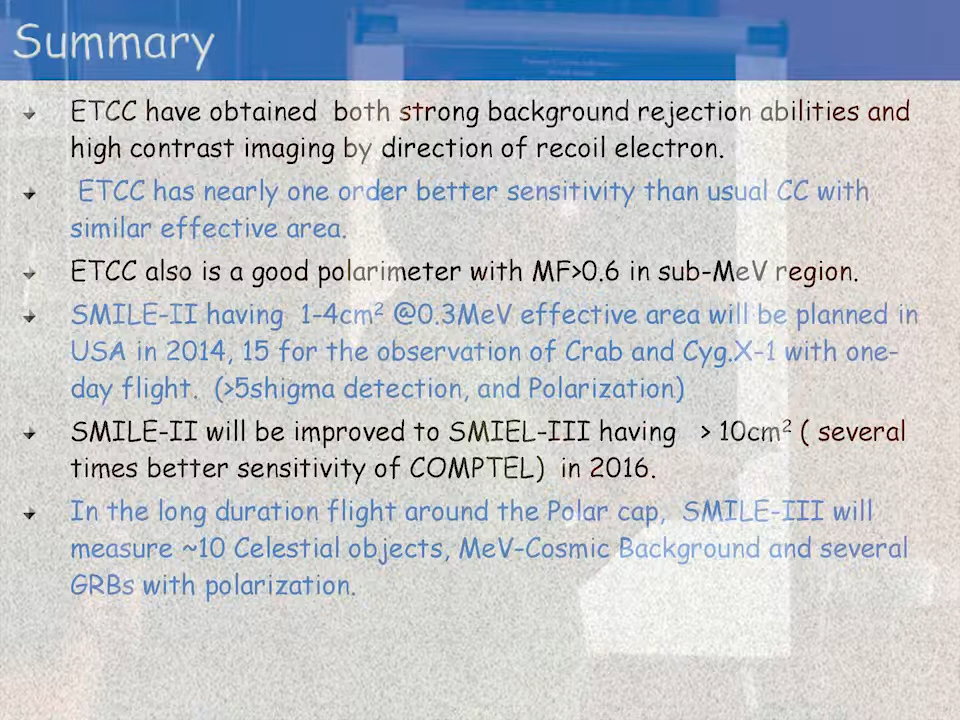 Summary
ETCC have obtained both strong background rejection abilities and
high contrast imaging by direction of recoil electron.
ETCC has nearly one order better sensitivity than usual CC with
similar effective area.
ETCC also is a good polarimeter with MF>0.6 in sub-MeV region.
SMILE-II having 1-4cm² @0.3MeV effective area will be planned in
USA in 2014, 15 for the observation of Crab and Cyg.X-1 with one-
day flight. (>5shigma detection, and Polarization)
SMILE-II will be improved to SMIEL-III having > 10cm² ( several
times better sensitivity of COMPTEL) in 2016.
In the long duration flight around the Polar cap, SMILE-III will
measure ~10 Celestial objects, MeV-Cosmic Background and several
GRBs with polarization.